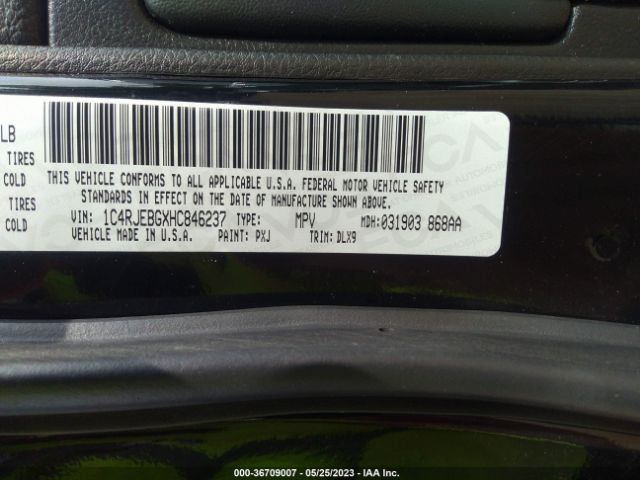 LB
TIRES
COLD THIS VEHICLE CONFORMS TO ALL APPLICABLE U.S.A. FEDERAL MOTOR VEHICLE SAFETY
TIRES STANDARDS IN EFFECT ON THE DATE OF MANUFACTURE SHOWN ABOVE.
COLD VIN: 1C4RJEBGXHC846237 TYPE: MPV MDH:031903 868AA
VEHICLE MADE IN U.S.A. PAINT: PXJ TRIM: DLX9
000-36709007 - 05/25/2023 - IAA Inc.